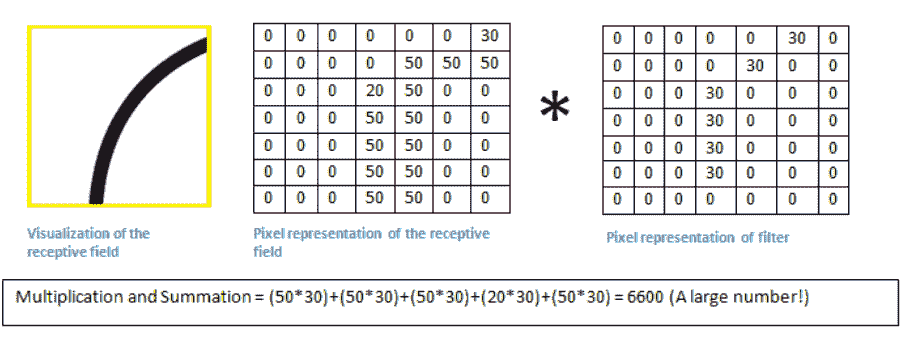 0 0 0 0 0 0 30
0 0 0 0 50 50 50
0 0 0 20 50 0 0
0 0 0 50 50 0 0
0 0 0 50 50 0 0
0 0 0 50 50 0 0
0 0 0 50 50 0 0
*
0 0 0 0 0 30 0
0 0 0 0 30 0 0
0 0 0 30 0 0 0
0 0 0 30 0 0 0
0 0 0 30 0 0 0
0 0 0 30 0 0 0
0 0 0 0 0 0 0
Visualization of the
receptive field
Pixel representation of the receptive
field
Pixel representation of filter
Multiplication and Summation = (50*30)+(50*30)+(50*30)+(20*30)+(50*30) = 6600 (A large number!)